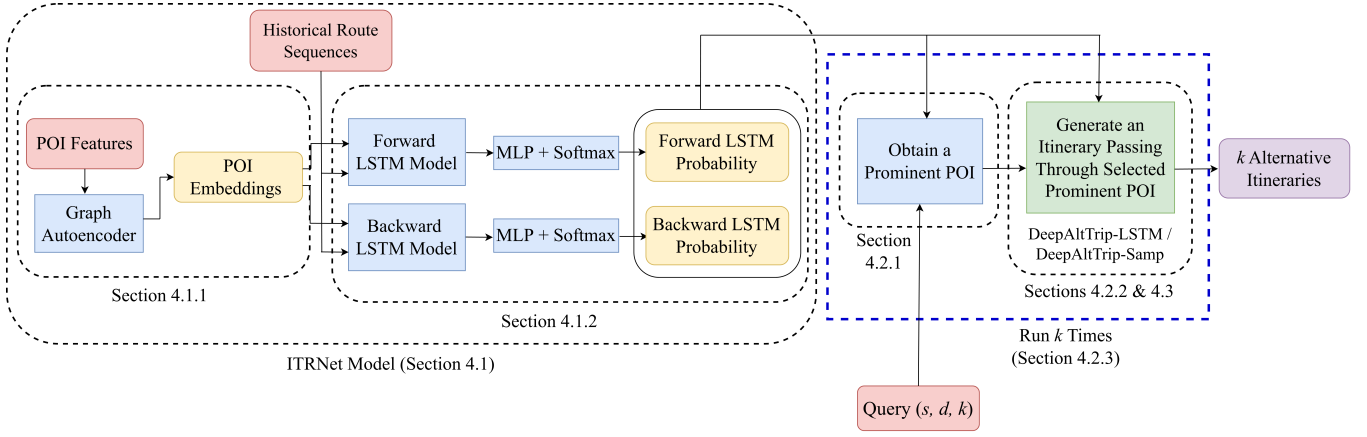 Historical Route
Sequences
POI Features
Graph
Autoencoder
POI
Embeddings
Section 4.1.1
Forward
LSTM Model
MLP + Softmax
Forward LSTM
Probability
Backward
LSTM Model
MLP + Softmax
Backward LSTM
Probability
Section 4.1.2
ITRNet Model (Section 4.1)
Obtain a
Prominent POI
Section
4.2.1
Generate an
Itinerary Passing
Through Selected
Prominent POI
DeepAltTrip-LSTM /
DeepAltTrip-Samp
Sections 4.2.2 & 4.3
Run k Times
(Section 4.2.3)
Query (s, d, k)
k Alternative
Itineraries